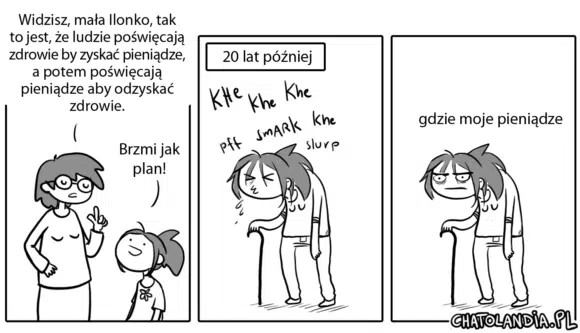 Widzisz, mała Ilonko, tak
to jest, że ludzie poświęcają
zdrowie by zyskać pieniądze,
a potem poświęcają
pieniądze aby odzyskać
zdrowie.
Brzmi jak
plan!
20 lat później
KHe Khe Khe
pff SMARK Khe
slurp
gdzie moje pieniądze
CHATOLANDIA.PL